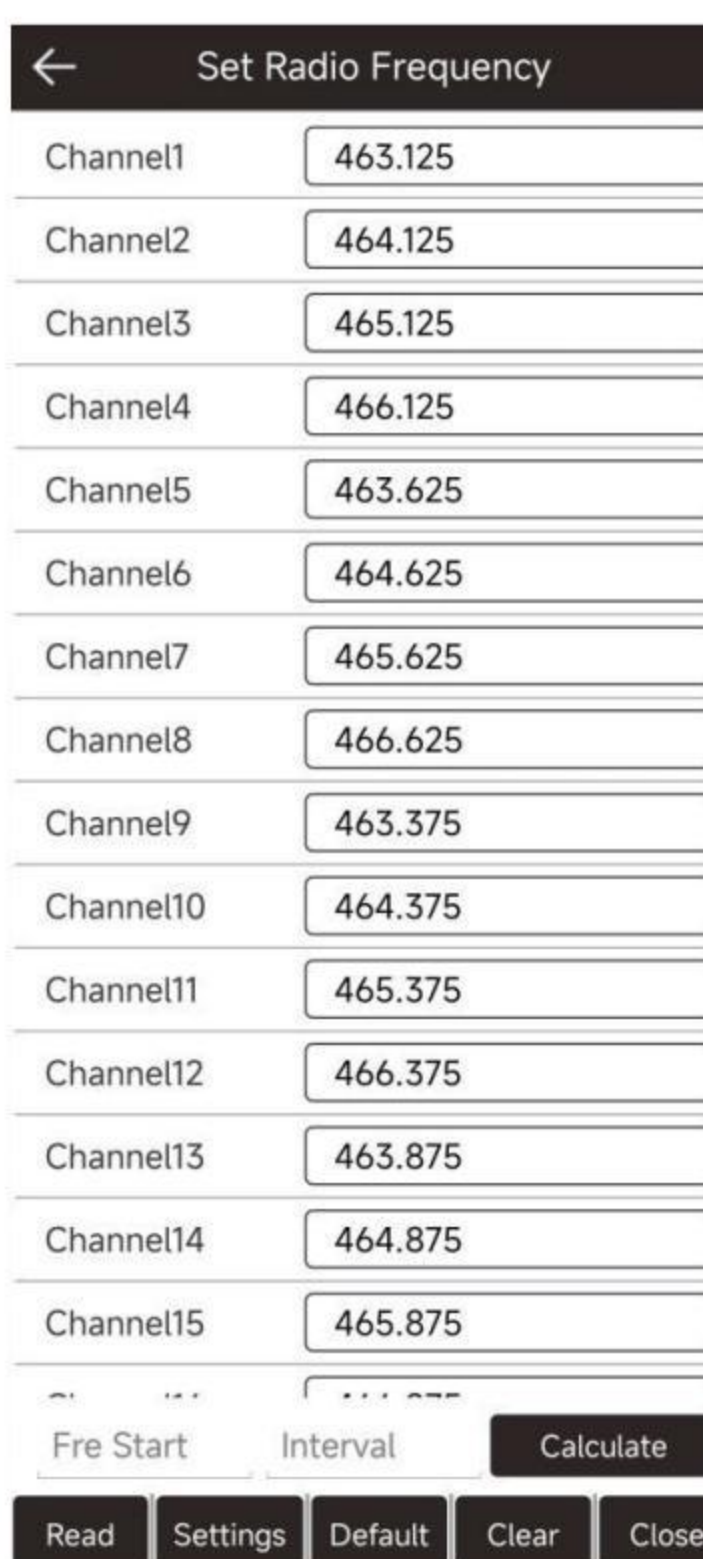 Set Radio Frequency
Channel1 463.125
Channel2 464.125
Channel3 465.125
Channel4 466.125
Channel5 463.625
Channel6 464.625
Channel7 465.625
Channel8 466.625
Channel9 463.375
Channel10 464.375
Channel11 465.375
Channel12 466.375
Channel13 463.875
Channel14 464.875
Channel15 465.875
Fre Start Interval Calculate
Read Settings Default Clear Close